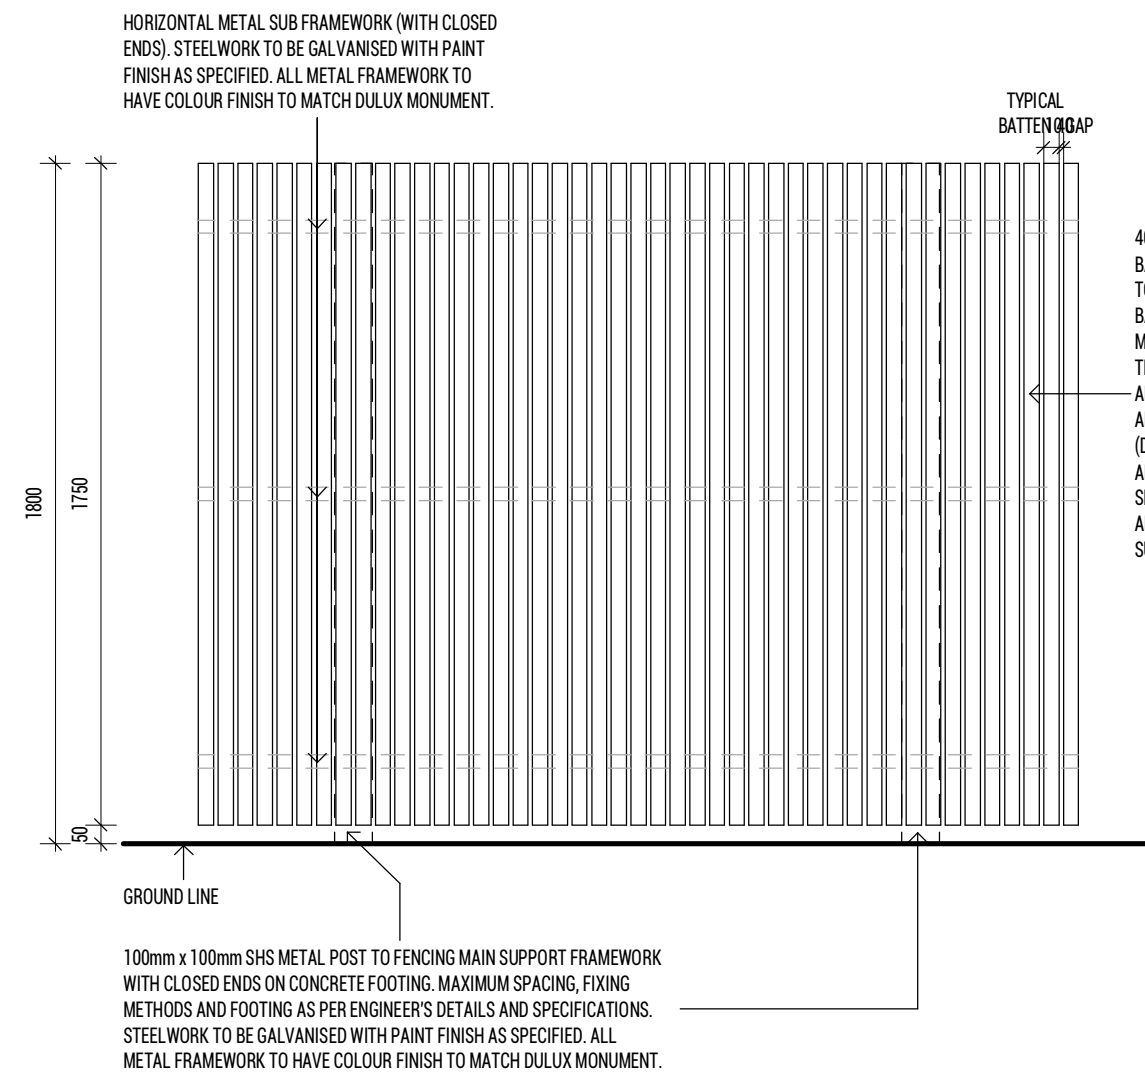 HORIZONTAL METAL SUB FRAMEWORK (WITH CLOSED
ENDS). STEELWORK TO BE GALVANISED WITH PAINT
FINISH AS SPECIFIED. ALL METAL FRAMEWORK TO
HAVE COLOUR FINISH TO MATCH DULUX MONUMENT.
TYPICAL
BATTEN GAP
1800
1750
50
GROUND LINE
100mm x 100mm SHS METAL POST TO FENCING MAIN SUPPORT FRAMEWORK
WITH CLOSED ENDS ON CONCRETE FOOTING. MAXIMUM SPACING, FIXING
METHODS AND FOOTING AS PER ENGINEER'S DETAILS AND SPECIFICATIONS.
STEELWORK TO BE GALVANISED WITH PAINT FINISH AS SPECIFIED. ALL
METAL FRAMEWORK TO HAVE COLOUR FINISH TO MATCH DULUX MONUMENT.